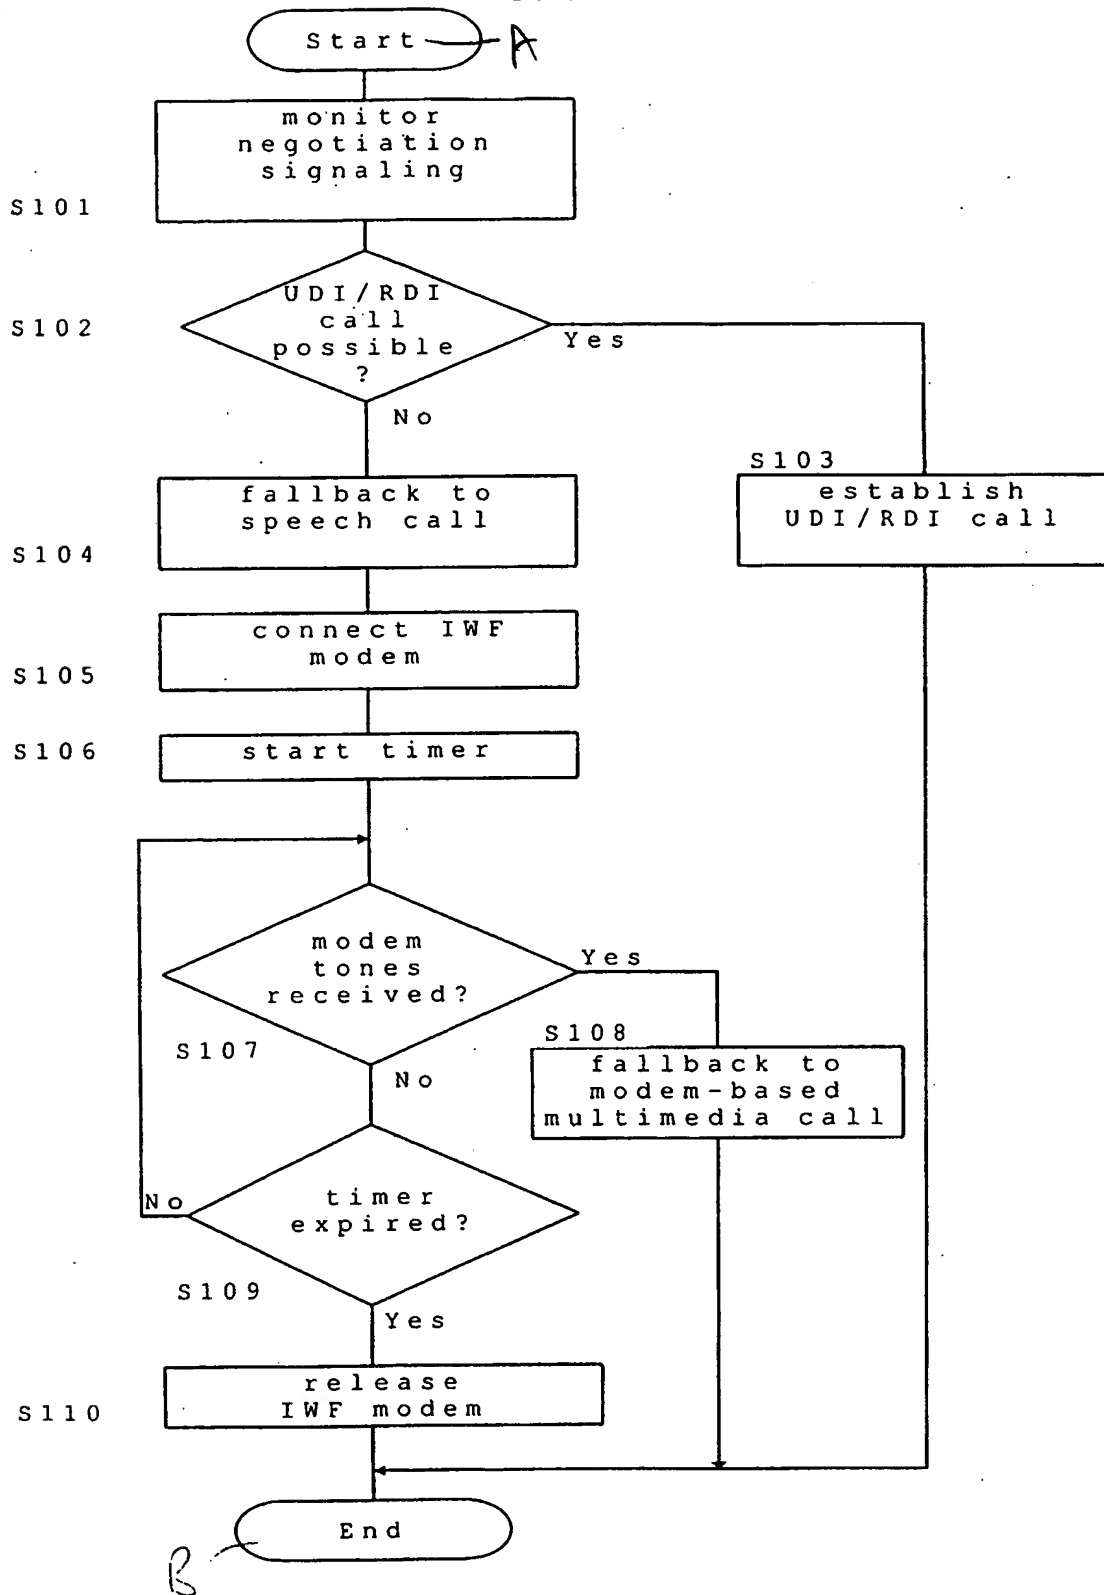 Start A
monitor
negotiation
signaling
S101
UDI/RDI
call
possible
?
S102
Yes
No
S103
establish
UDI/RDI call
fallback to
speech call
S104
connect IWF
modem
S105
S106
start timer
modem
tones
received?
Yes
S107
No
S108
fallback to
modem-based
multimedia call
timer
expired?
No
S109
Yes
release
IWF modem
S110
End
B